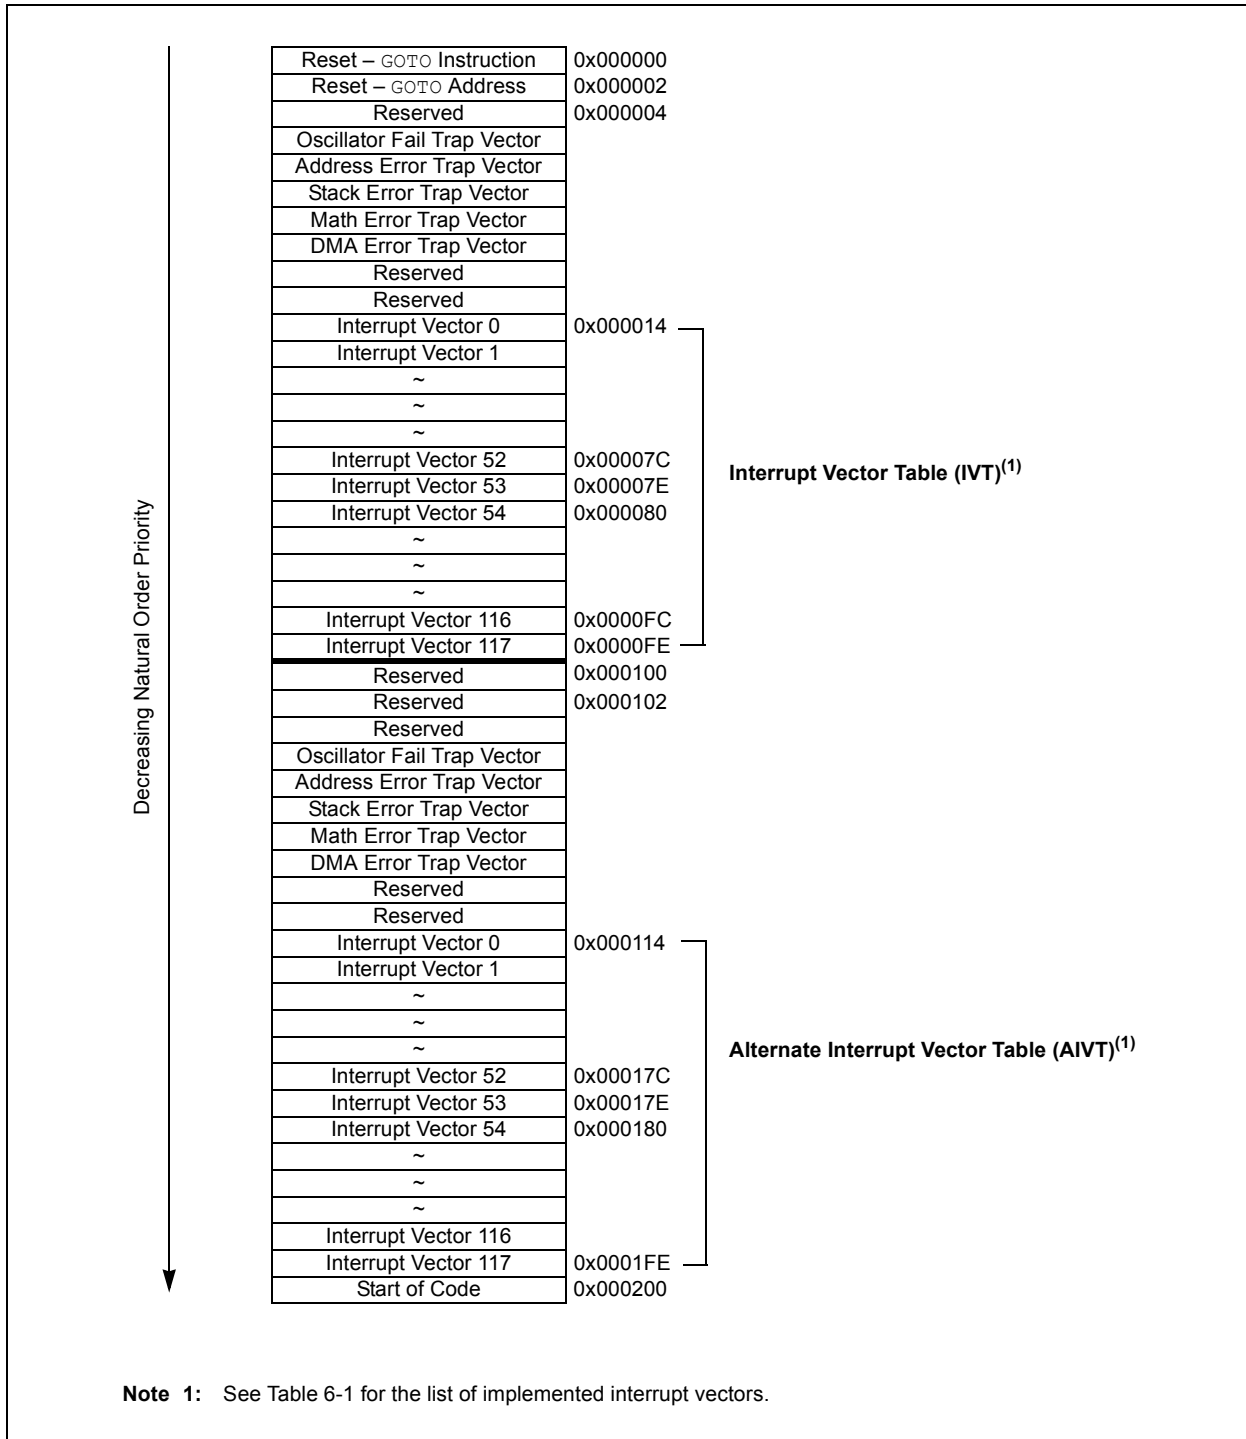 Reset – GOTO Instruction 0x000000
Reset – GOTO Address 0x000002
Reserved 0x000004
Oscillator Fail Trap Vector
Address Error Trap Vector
Stack Error Trap Vector
Math Error Trap Vector
DMA Error Trap Vector
Reserved
Reserved
Interrupt Vector 0 0x000014
Interrupt Vector 1
~
~
~
Interrupt Vector 52 0x00007C
Interrupt Vector Table (IVT)(1)
Interrupt Vector 53 0x00007E
Interrupt Vector 54 0x000080
~
~
~
Interrupt Vector 116 0x0000FC
Interrupt Vector 117 0x0000FE
Decreasing Natural Order Priority
Reserved 0x000100
Reserved 0x000102
Reserved
Oscillator Fail Trap Vector
Address Error Trap Vector
Stack Error Trap Vector
Math Error Trap Vector
DMA Error Trap Vector
Reserved
Reserved
Interrupt Vector 0 0x000114
Interrupt Vector 1
~
~
~
Alternate Interrupt Vector Table (AIVT)(1)
Interrupt Vector 52 0x00017C
Interrupt Vector 53 0x00017E
Interrupt Vector 54 0x000180
~
~
~
Interrupt Vector 116
Interrupt Vector 117 0x0001FE
Start of Code 0x000200
Note 1: See Table 6-1 for the list of implemented interrupt vectors.